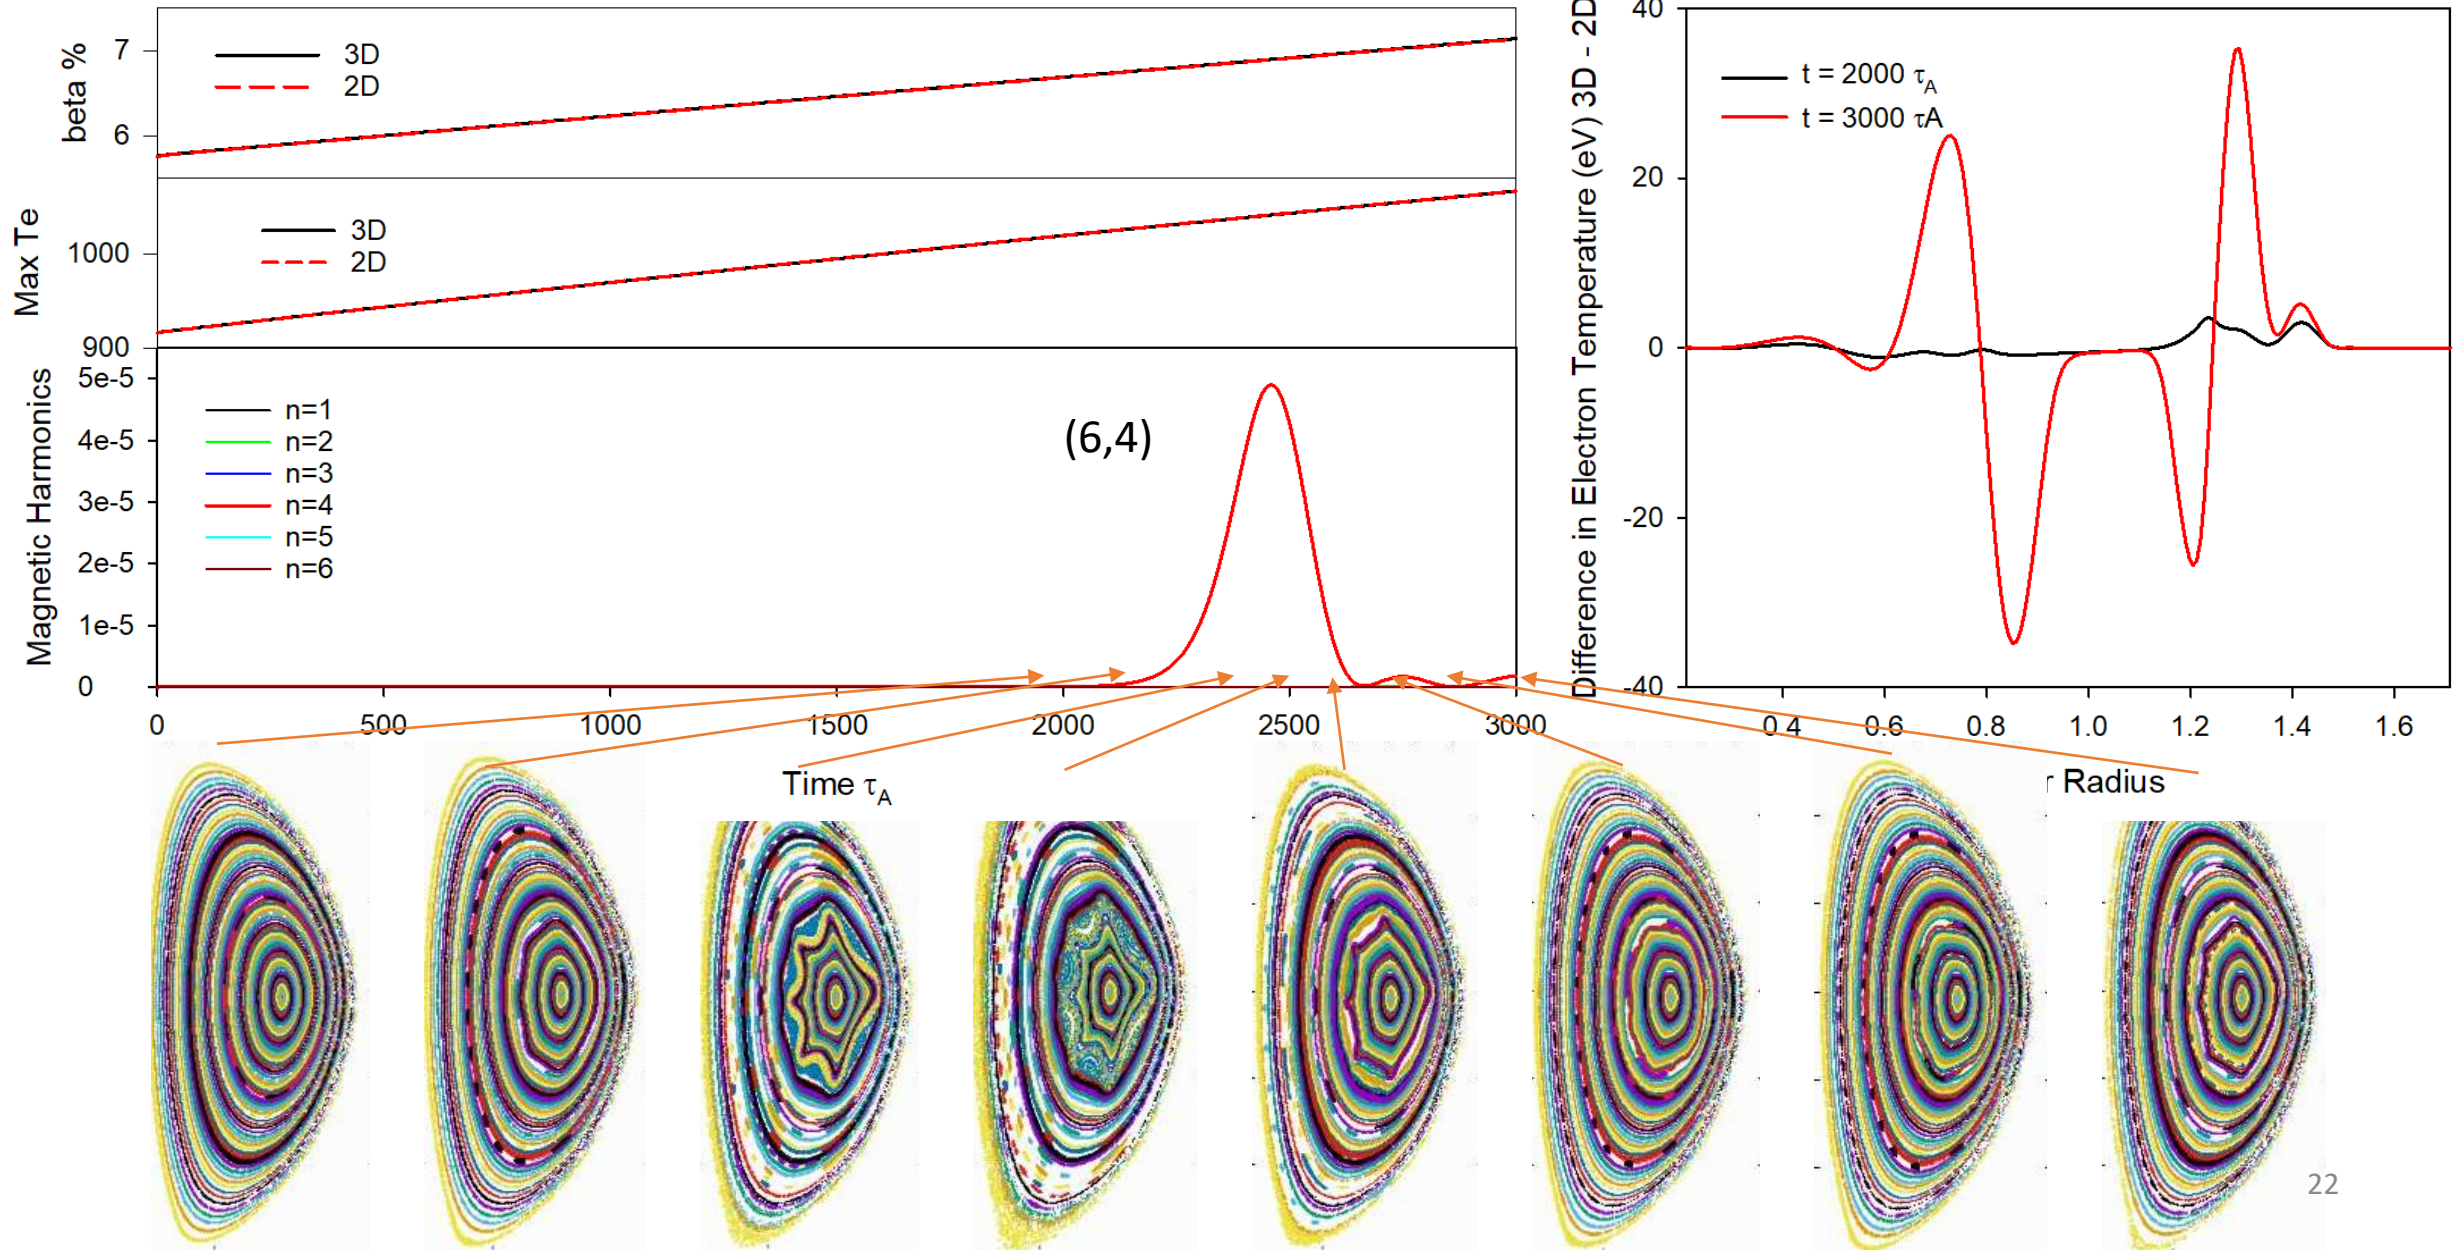 beta %
7
6
3D
2D
Max Te
1000
900
3D
2D
Magnetic Harmonics
5e-5
4e-5
3e-5
2e-5
1e-5
0
n=1
n=2
n=3
n=4
n=5
n=6
(6,4)
0 500 1000 1500 2000 2500 3000
Time τA
Difference in Electron Temperature (eV) 3D - 2D
40
20
0
-20
-40
t = 2000 τA
t = 3000 τA
0.4 0.6 0.8 1.0 1.2 1.4 1.6
r Radius
22